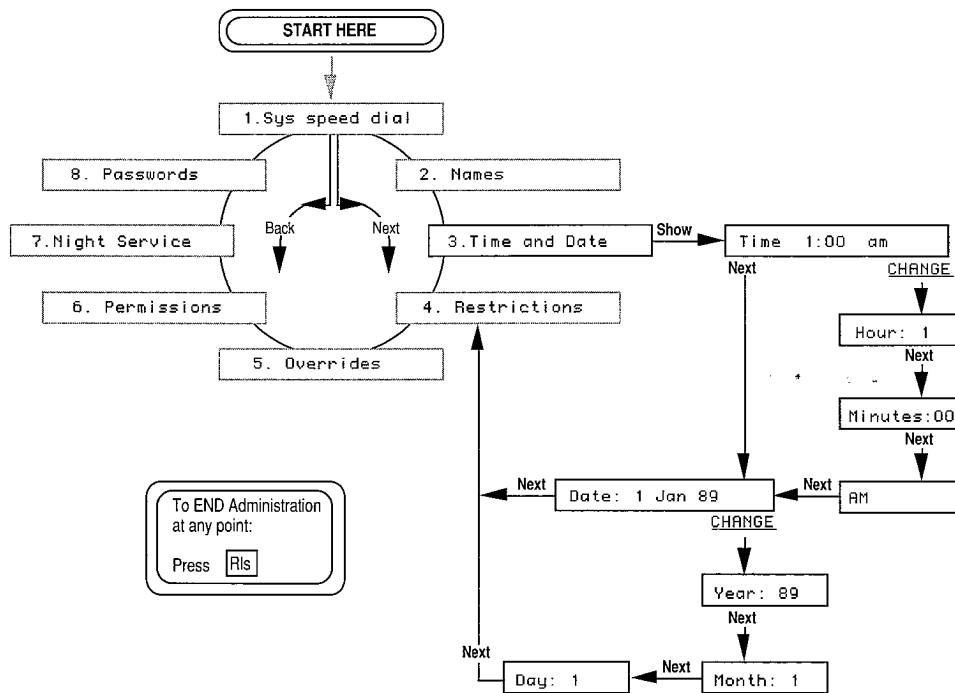 START HERE
1.Sys speed dial
8. Passwords
2. Names
Back
Next
7.Night Service
3.Time and Date
Show
Time 1:00 am
Next
CHANGE
6. Permissions
4. Restrictions
Hour: 1
Next
5. Overrides
Minutes:00
Next
To END Administration
at any point:
Press Rls
Next
Date: 1 Jan 89
Next
AM
CHANGE
Year: 89
Next
Next
Day: 1
Next
Month: 1